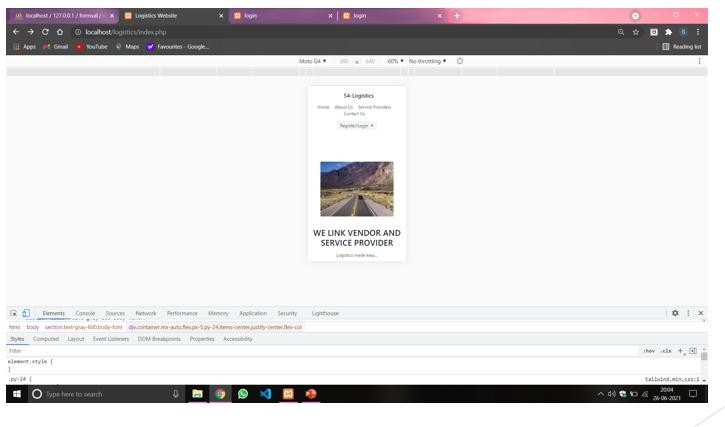 localhost / 127.0.0.1 / formval /
Logistics Website
login
login
localhost/logistics/index.php
S
Apps
Gmail
YouTube
Maps
Favourites - Google...
Reading list
Moto G4 ▼ 360 x 640 60% ▼ No throttling ▼
S4-Logistics
Home About Us Service Providers
Contact Us
Register/Login
WE LINK VENDOR AND
SERVICE PROVIDER
Logistics made easy..
Elements Console Sources Network Performance Memory Application Security Lighthouse
html body section.text-gray-600.body-font div.container.mx-auto.flex.px-5.py-24.items-center.justify-center.flex-col
Styles Computed Layout Event Listeners DOM Breakpoints Properties Accessibility
Filter
:hov .cls +
element.style {
}
.py-24 {
tailwind.min.css:1
Type here to search
20:04
26-06-2021